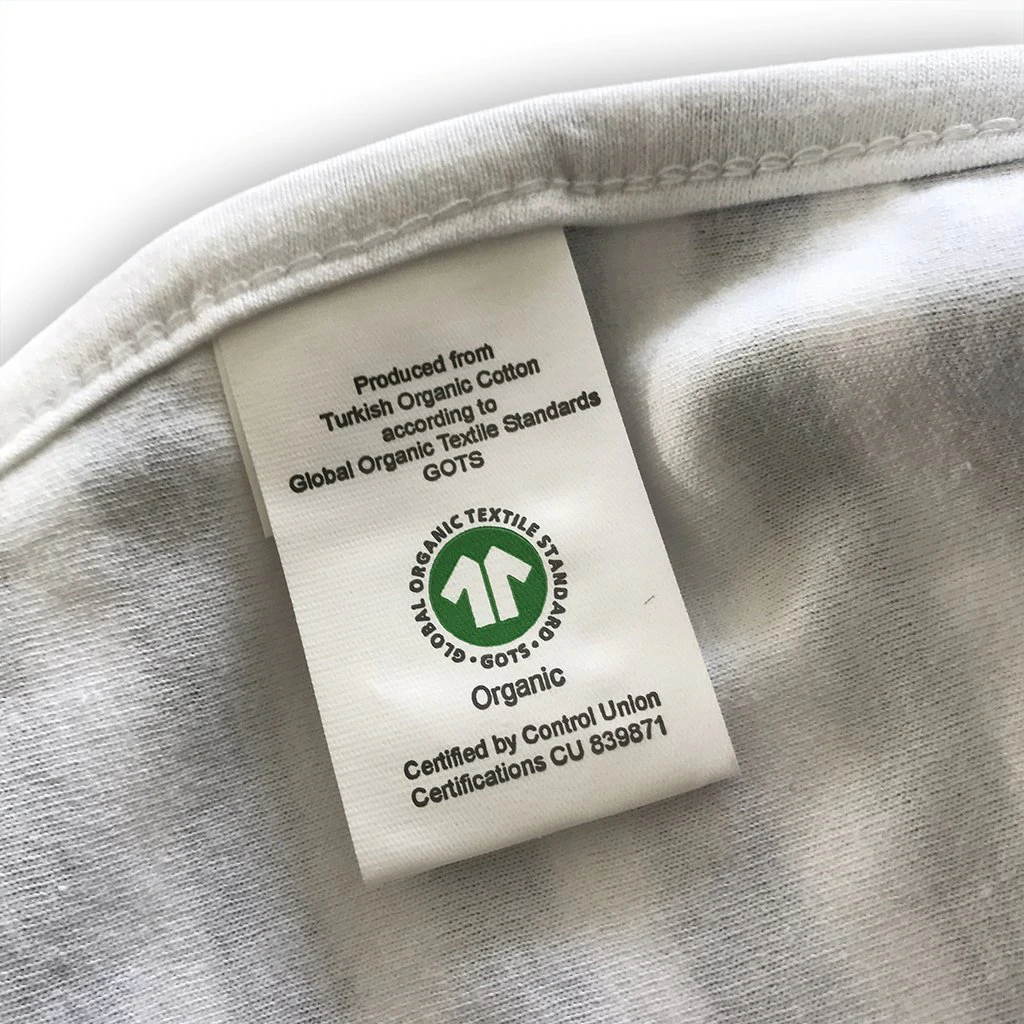 Produced from
Turkish Organic Cotton
according to
Global Organic Textile Standards
GOTS
GLOBAL ORGANIC TEXTILE STANDARD • GOTS •
Organic
Certified by Control Union
Certifications CU 839871